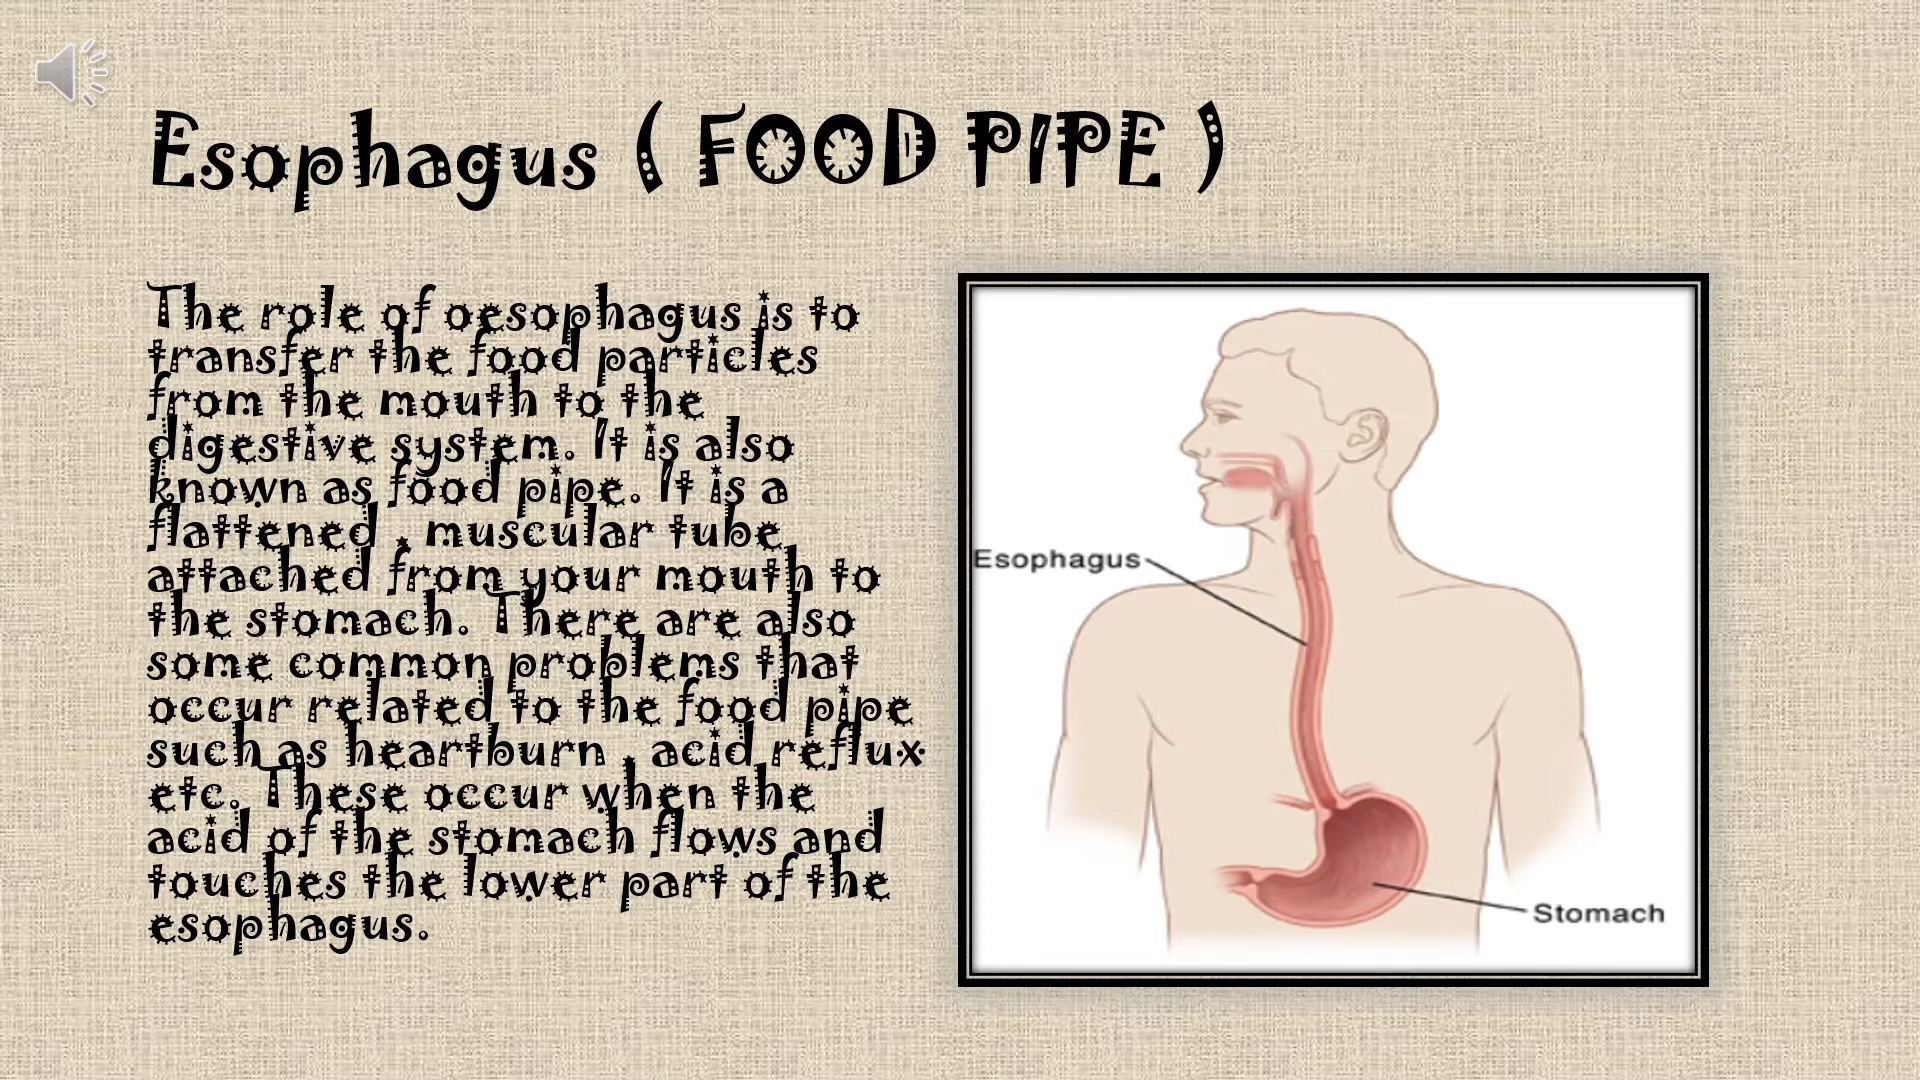 Esophagus ( FOOD PIPE )
The role of oesophagus is to
transfer the food particles
from the mouth to the
digestive system. It is also
known as food pipe. It is a
flattened , muscular tube
attached from your mouth to
the stomach. There are also
some common problems that
occur related to the food pipe
such as heartburn , acid reflux
etc. These occur when the
acid of the stomach flows and
touches the lower part of the
esophagus.
Esophagus
Stomach